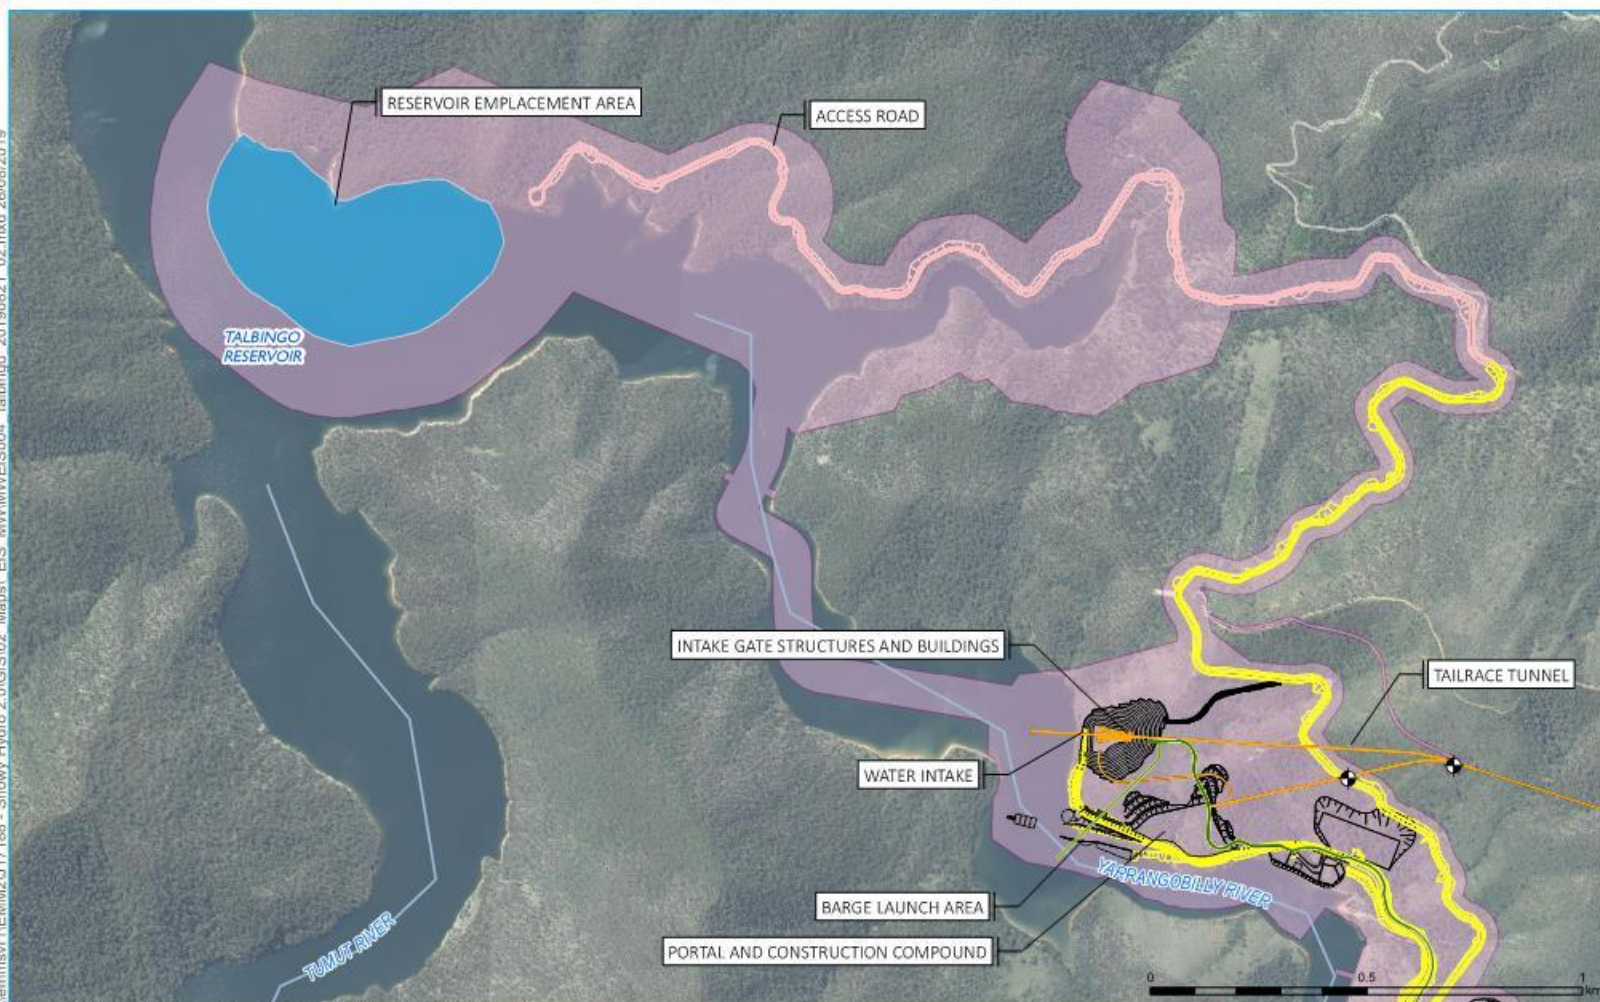 RESERVOIR EMPLACEMENT AREA
ACCESS ROAD
TALBINGO
RESERVOIR
INTAKE GATE STRUCTURES AND BUILDINGS
TAILRACE TUNNEL
WATER INTAKE
YARRANGOBILLY RIVER
BARGE LAUNCH AREA
TUMUT RIVER
PORTAL AND CONSTRUCTION COMPOUND
0 0.5 1
km